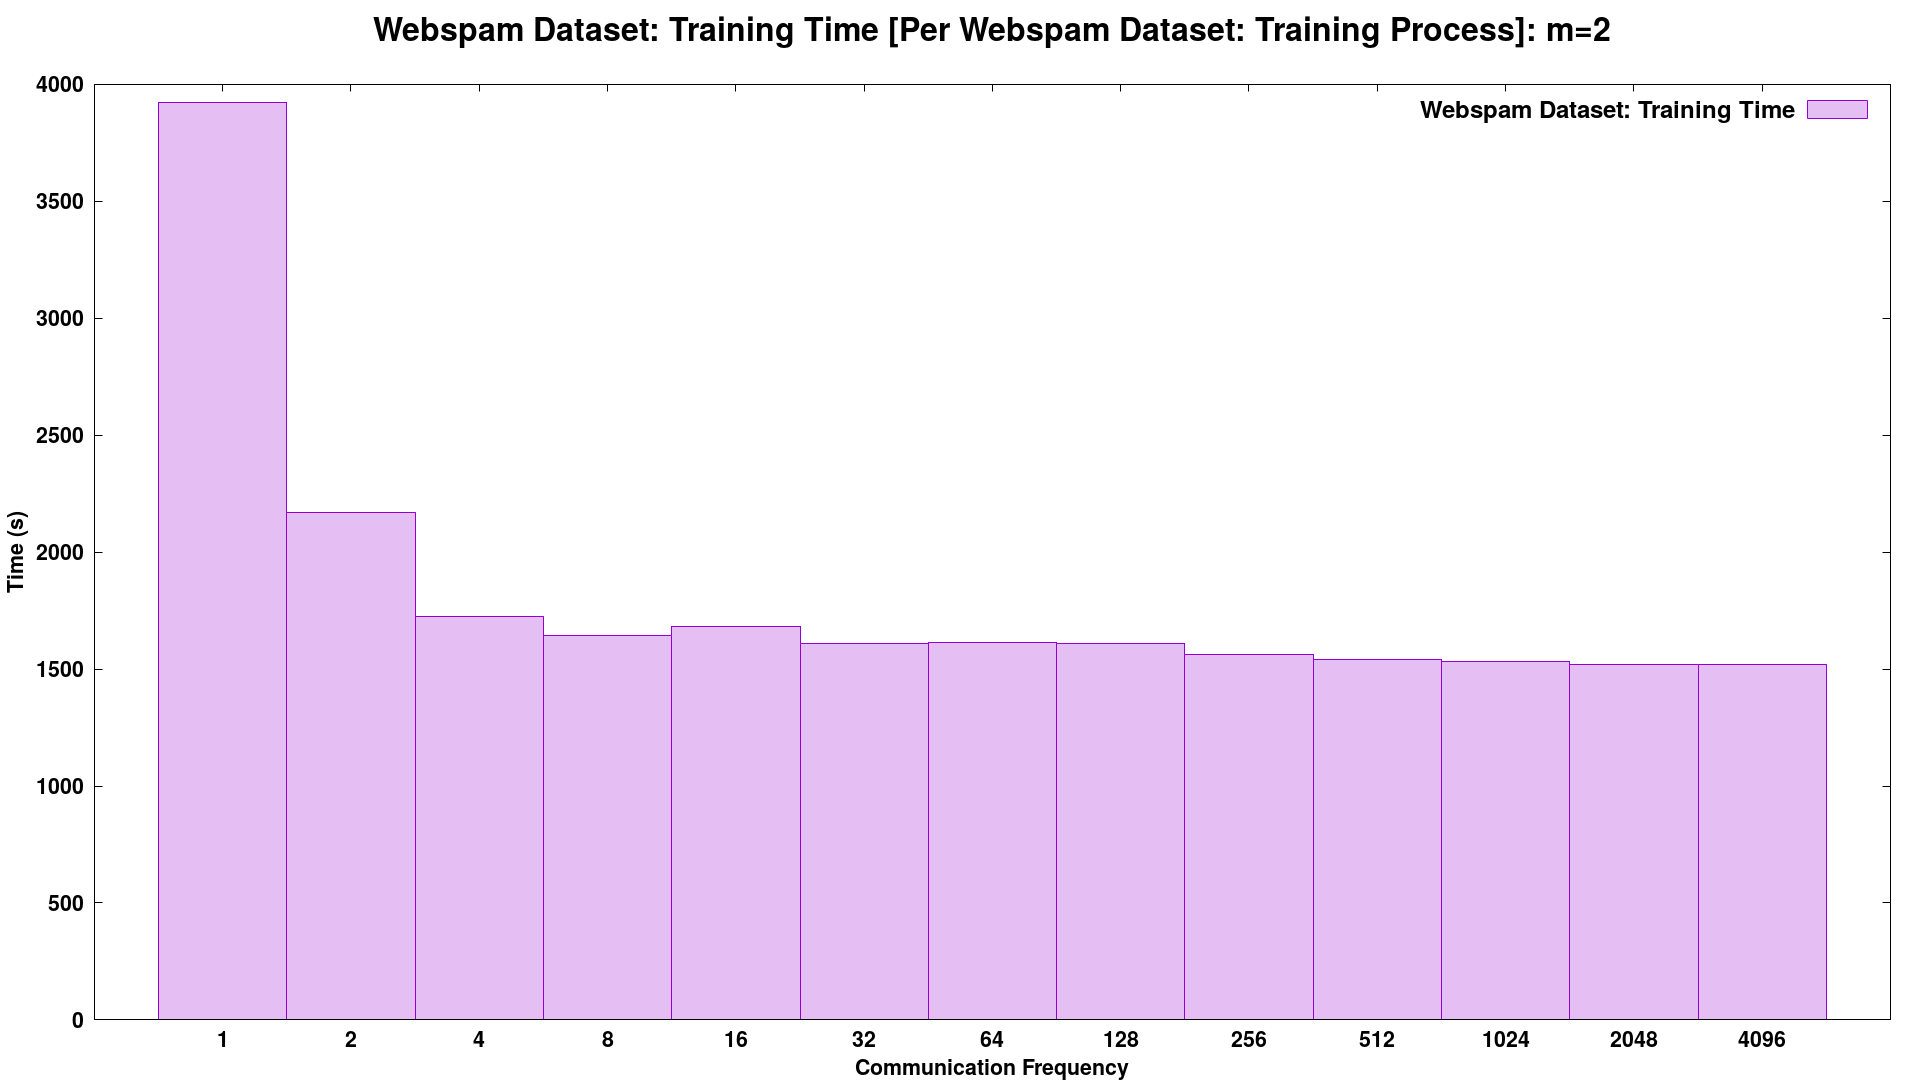 Webspam Dataset: Training Time [Per Webspam Dataset: Training Process]: m=2
Webspam Dataset: Training Time
4000
3500
3000
2500
2000
1500
1000
500
0
Time (s)
1 2 4 8 16 32 64 128 256 512 1024 2048 4096
Communication Frequency